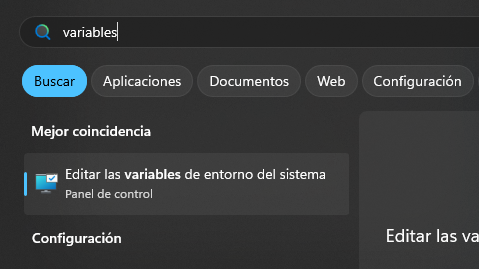 variables
Buscar Aplicaciones Documentos Web Configuración
Mejor coincidencia
Editar las variables de entorno del sistema
Panel de control
Editar las va
Configuración